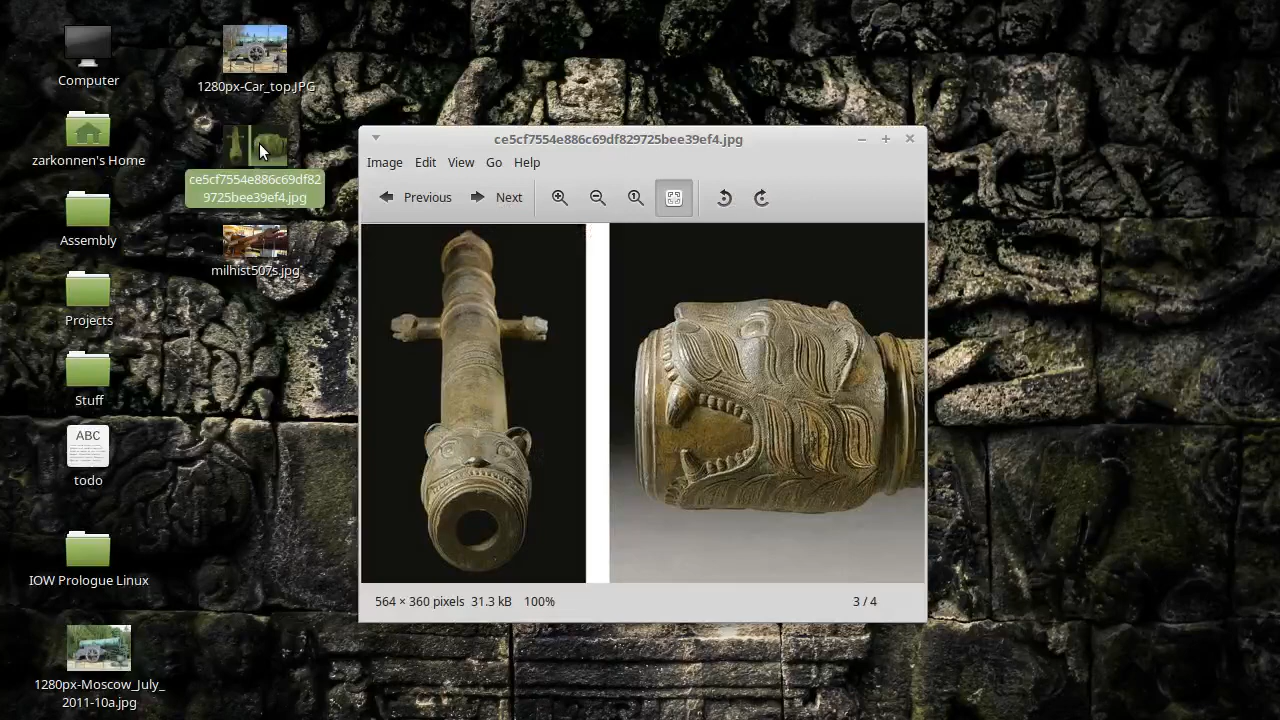 Computer
1280px-Car_top.JPG
zarkonnen's Home
ce5cf7554e886c69df82
9725bee39ef4.jpg
Assembly
milhist507s.jpg
Projects
Stuff
ABC
todo
IOW Prologue Linux
1280px-Moscow_July_
2011-10a.jpg
ce5cf7554e886c69df829725bee39ef4.jpg
Image Edit View Go Help
Previous Next
1
564 × 360 pixels 31.3 kB 100% 3 / 4